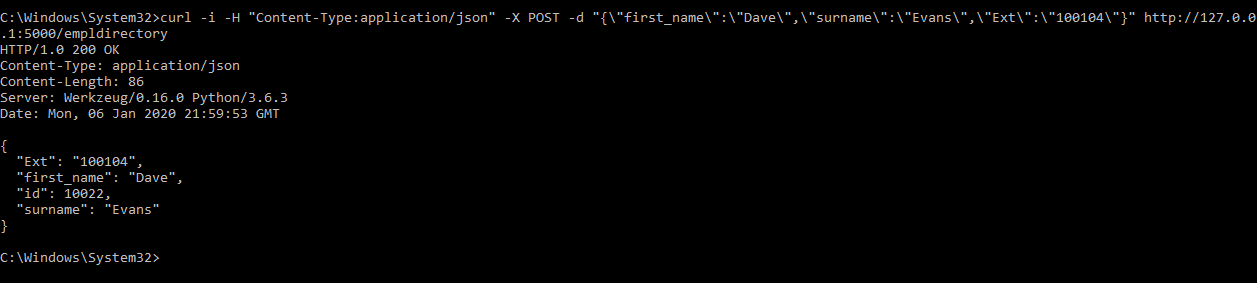 C:\Windows\System32>curl -i -H "Content-Type:application/json" -X POST -d "{\"first_name\":\"Dave\",\"surname\":\"Evans\",\"Ext\":\"100104\"}" http://127.0.0
.1:5000/empldirectory
HTTP/1.0 200 OK
Content-Type: application/json
Content-Length: 86
Server: Werkzeug/0.16.0 Python/3.6.3
Date: Mon, 06 Jan 2020 21:59:53 GMT

{
  "Ext": "100104",
  "first_name": "Dave",
  "id": 10022,
  "surname": "Evans"
}

C:\Windows\System32>